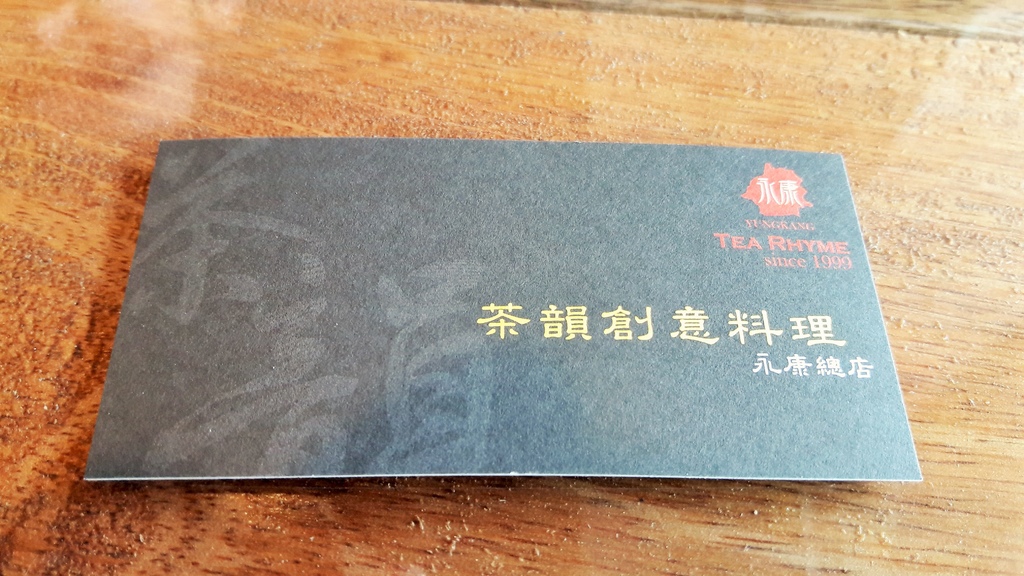 永康
YUNGKANG
TEA RHYME
since 1999
茶韻創意料理
永康總店